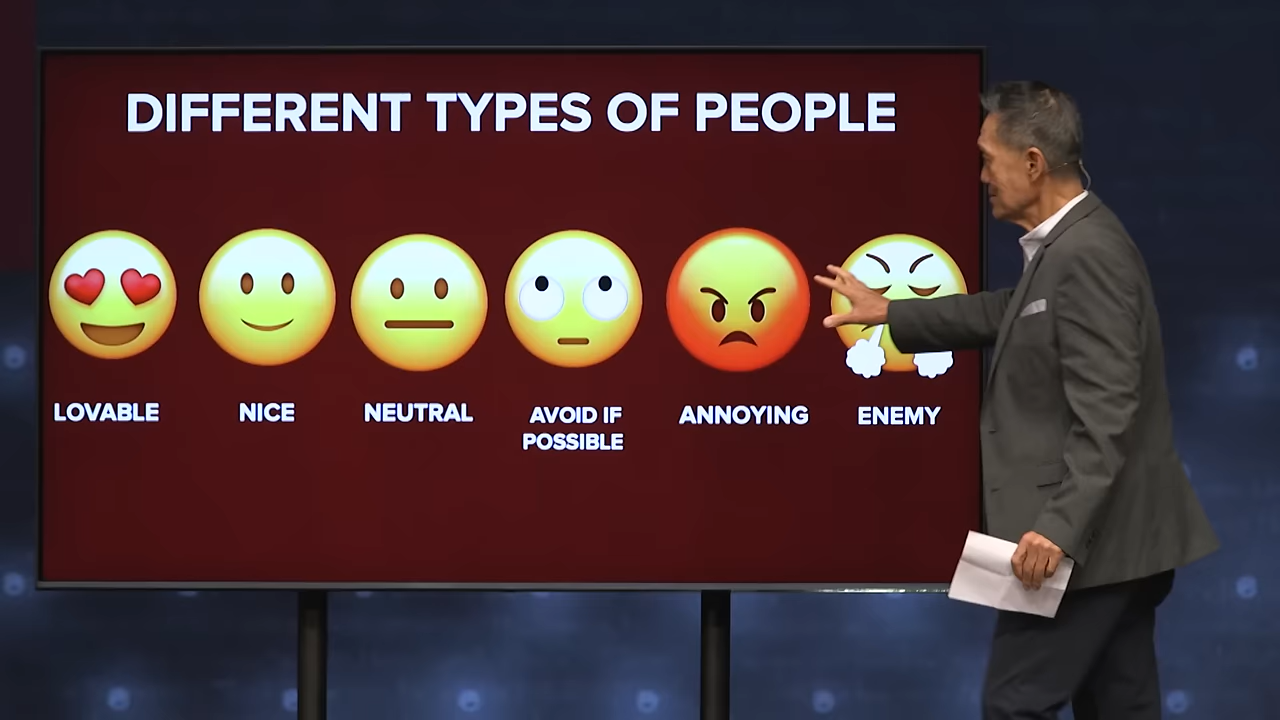 DIFFERENT TYPES OF PEOPLE
LOVABLE
NICE
NEUTRAL
AVOID IF
POSSIBLE
ANNOYING
ENEMY